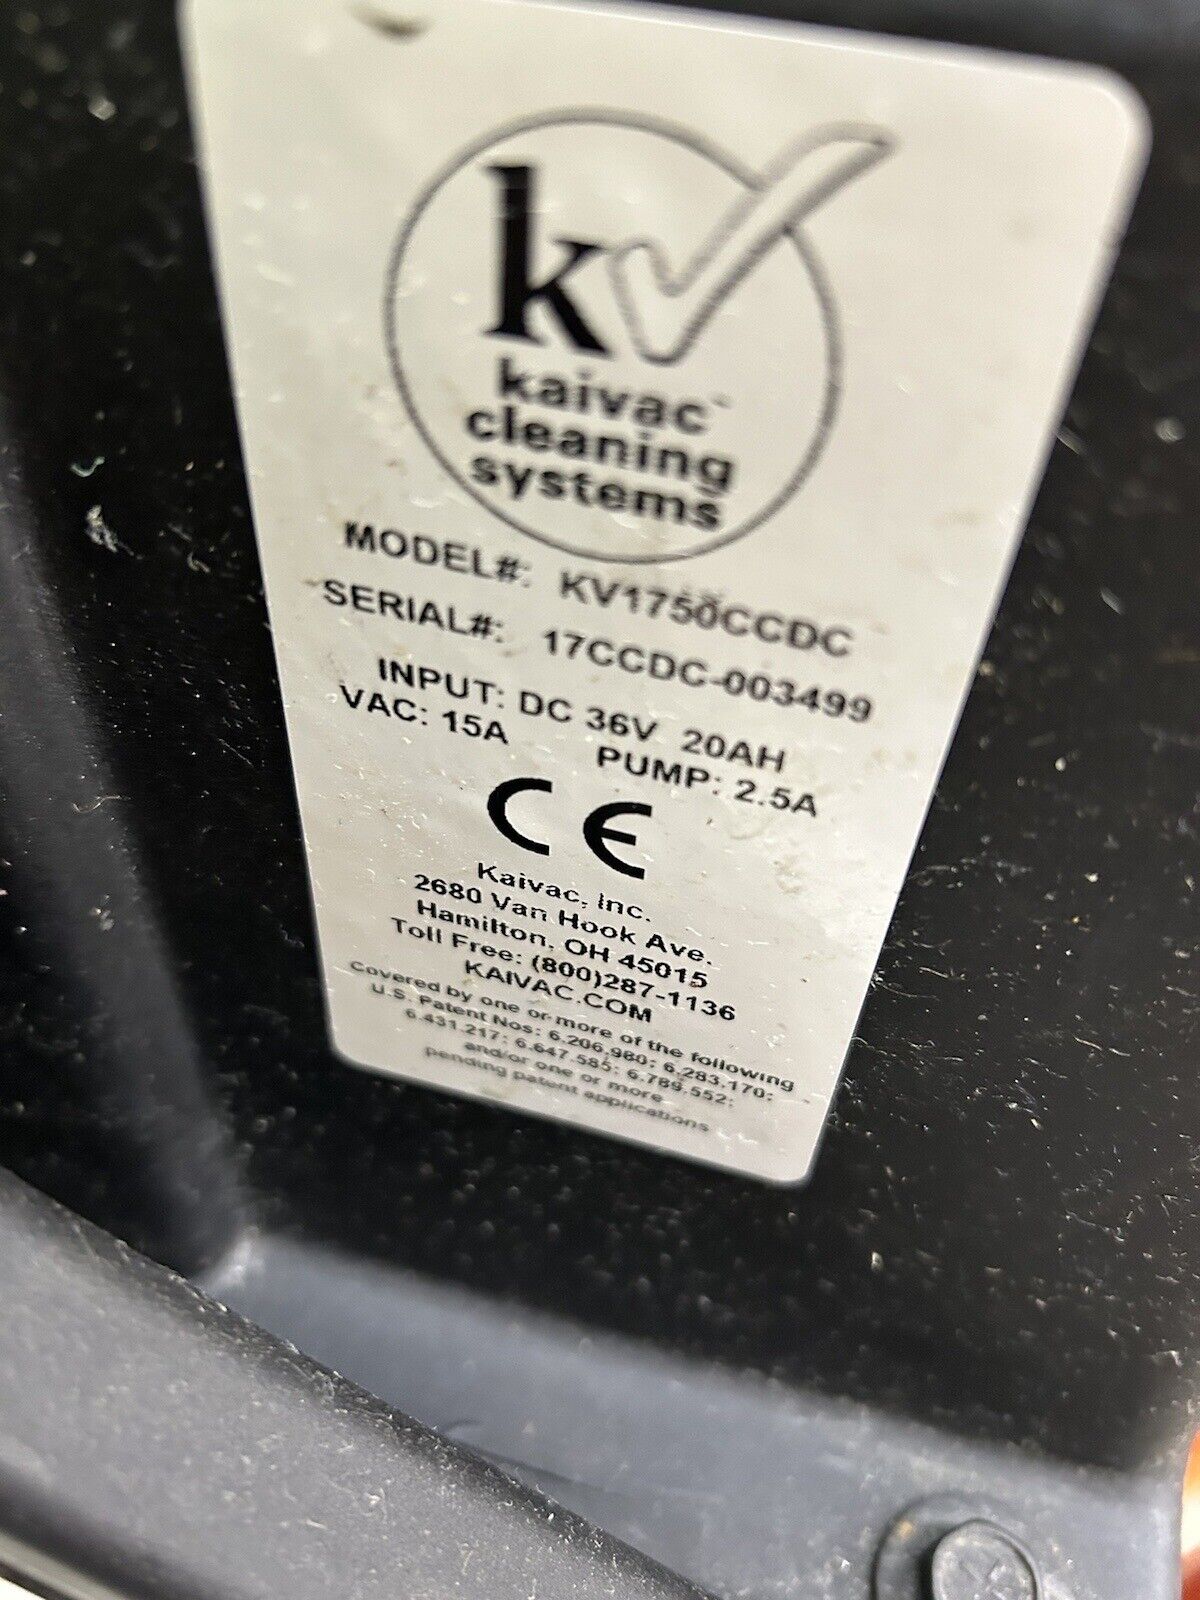 kv
kaivac™
cleaning
systems
MODEL#: KV1750CCDC
SERIAL#: 17CCDC-003499
INPUT: DC 36V 20AH
VAC: 15A PUMP: 2.5A
CE
Kaivac, Inc.
2680 Van Hook Ave.
Hamilton, OH 45015
Toll Free: (800)287-1136
KAIVAC.COM
Covered by one or more of the following
U.S. Patent Nos: 6,206,980; 6,283,170;
6,431,217; 6,647,585; 6,789,552;
and/or one or more
pending patent applications